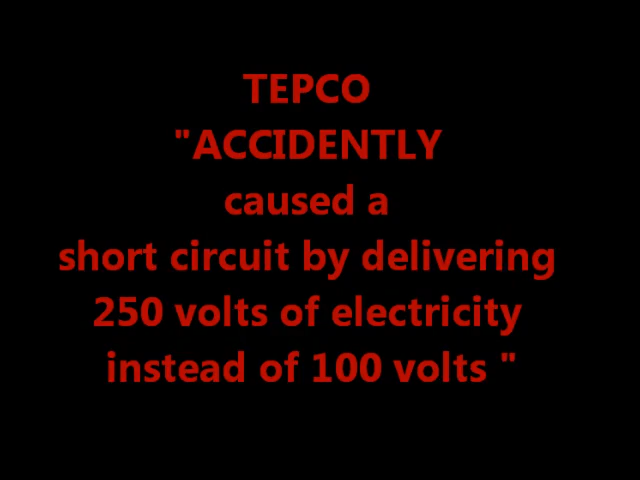 TEPCO
"ACCIDENTLY
caused a
short circuit by delivering
250 volts of electricity
instead of 100 volts "